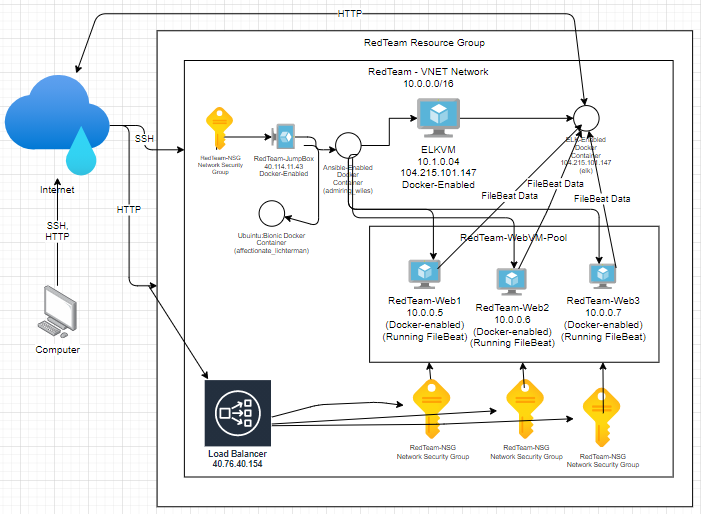 HTTP
RedTeam Resource Group
RedTeam - VNET Network
10.0.0.0/16
SSH
RedTeam-NSG
Network Security
Group
RedTeam-JumpBox
40.114.11.43
Docker-Enabled
Ansible-Enabled
Docker
Container
(admiring_wiles)
ELKVM
10.1.0.04
104.215.101.147
Docker-Enabled
ELK-Enabled
Docker
Container
104.215.101.147
(elk)
Internet
FileBeat Data
FileBeat Data
FileBeat Data
HTTP
SSH,
HTTP
Ubuntu:Bionic Docker
Container
(affectionate_lichterman)
RedTeam-WebVM-Pool
RedTeam-Web1
10.0.0.5
(Docker-enabled)
(Running FileBeat)
RedTeam-Web2
10.0.0.6
(Docker-enabled)
(Running FileBeat)
RedTeam-Web3
10.0.0.7
(Docker-enabled)
(Running FileBeat)
Computer
Load Balancer
40.76.40.154
RedTeam-NSG
Network Security Group
RedTeam-NSG
Network Security Group
RedTeam-NSG
Network Security Group